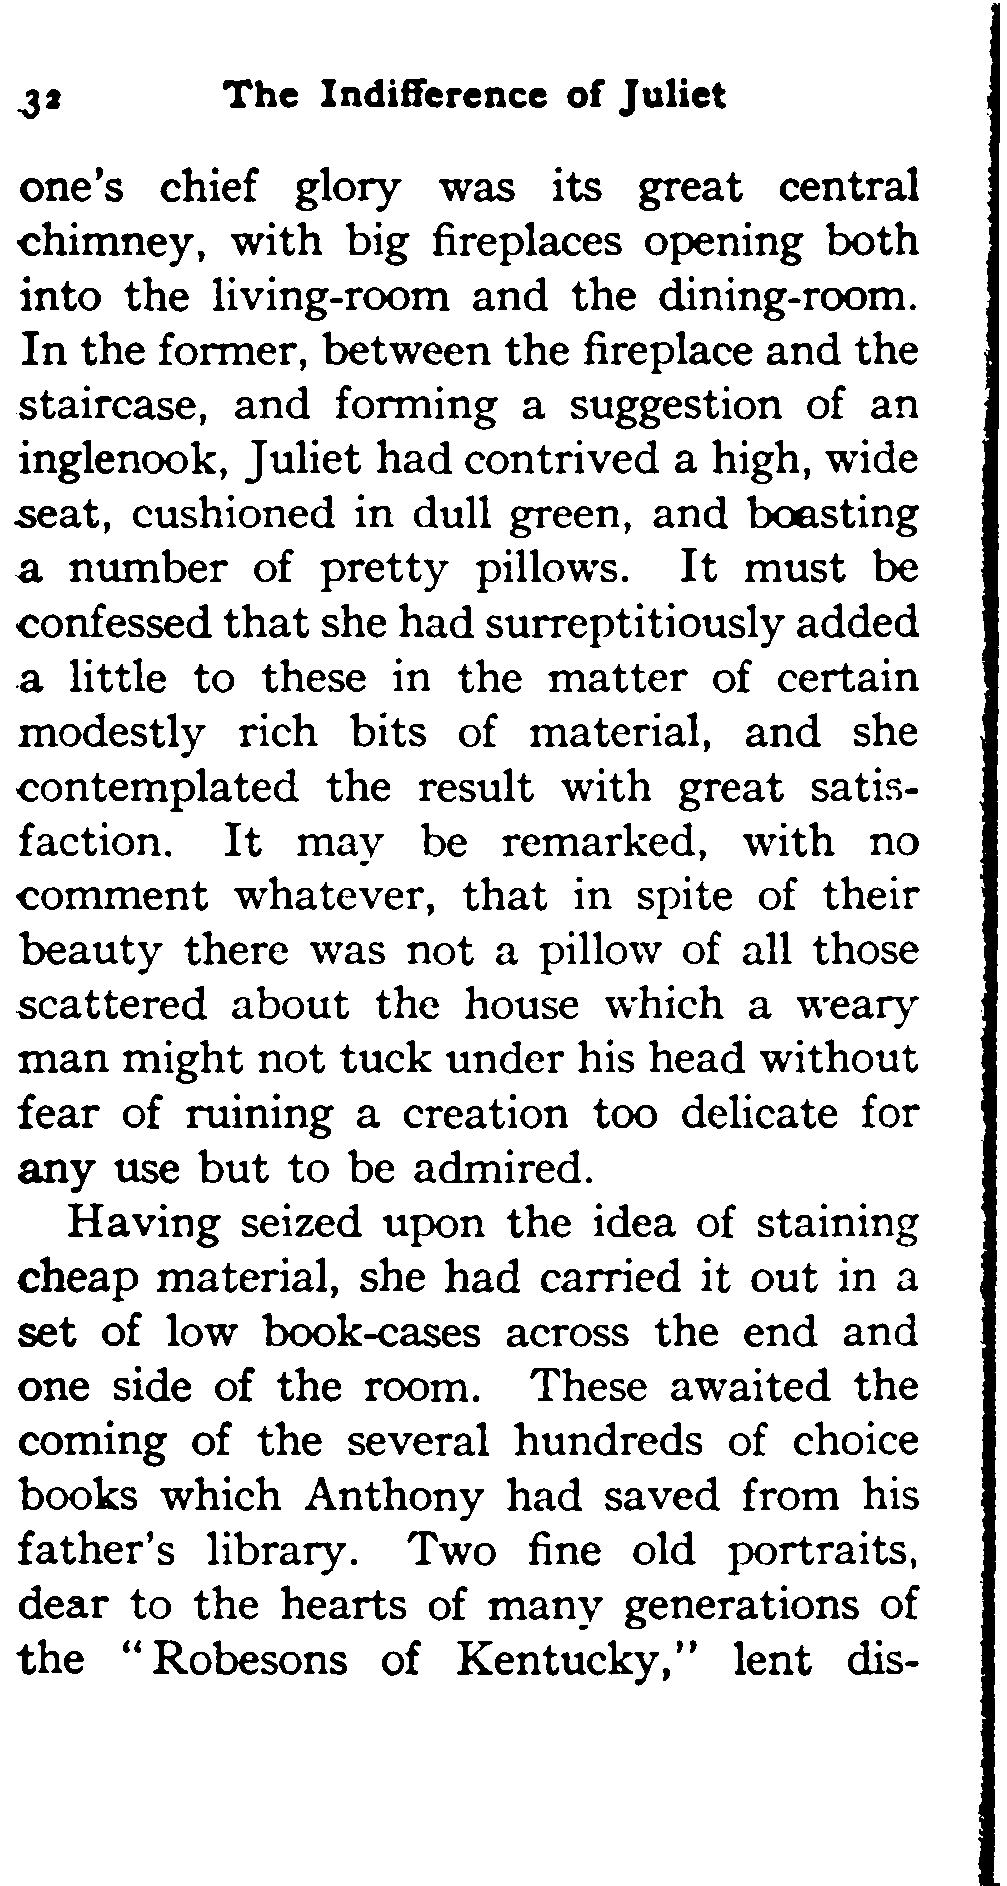 32 The Indifference of Juliet
one's chief glory was its great central
chimney, with big fireplaces opening both
into the living-room and the dining-room.
In the former, between the fireplace and the
staircase, and forming a suggestion of an
inglenook, Juliet had contrived a high, wide
seat, cushioned in dull green, and boasting
a number of pretty pillows. It must be
confessed that she had surreptitiously added
a little to these in the matter of certain
modestly rich bits of material, and she
contemplated the result with great satis-
faction. It may be remarked, with no
comment whatever, that in spite of their
beauty there was not a pillow of all those
scattered about the house which a weary
man might not tuck under his head without
fear of ruining a creation too delicate for
any use but to be admired.
Having seized upon the idea of staining
cheap material, she had carried it out in a
set of low book-cases across the end and
one side of the room. These awaited the
coming of the several hundreds of choice
books which Anthony had saved from his
father's library. Two fine old portraits,
dear to the hearts of many generations of
the "Robesons of Kentucky," lent dis-